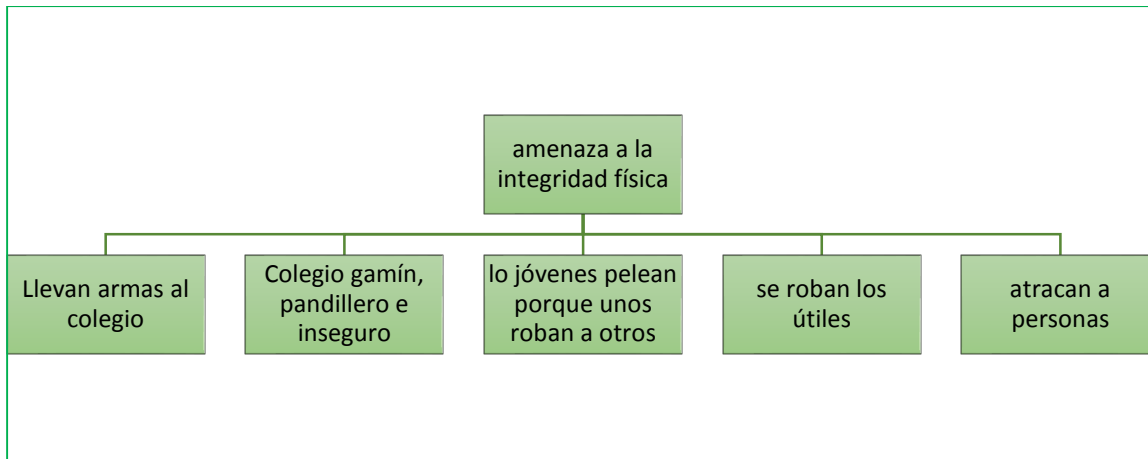 amenaza a la
integridad física
Llevan armas al
colegio
Colegio gamín,
pandillero e
inseguro
lo jóvenes pelean
porque unos
roban a otros
se roban los
útiles
atracan a
personas